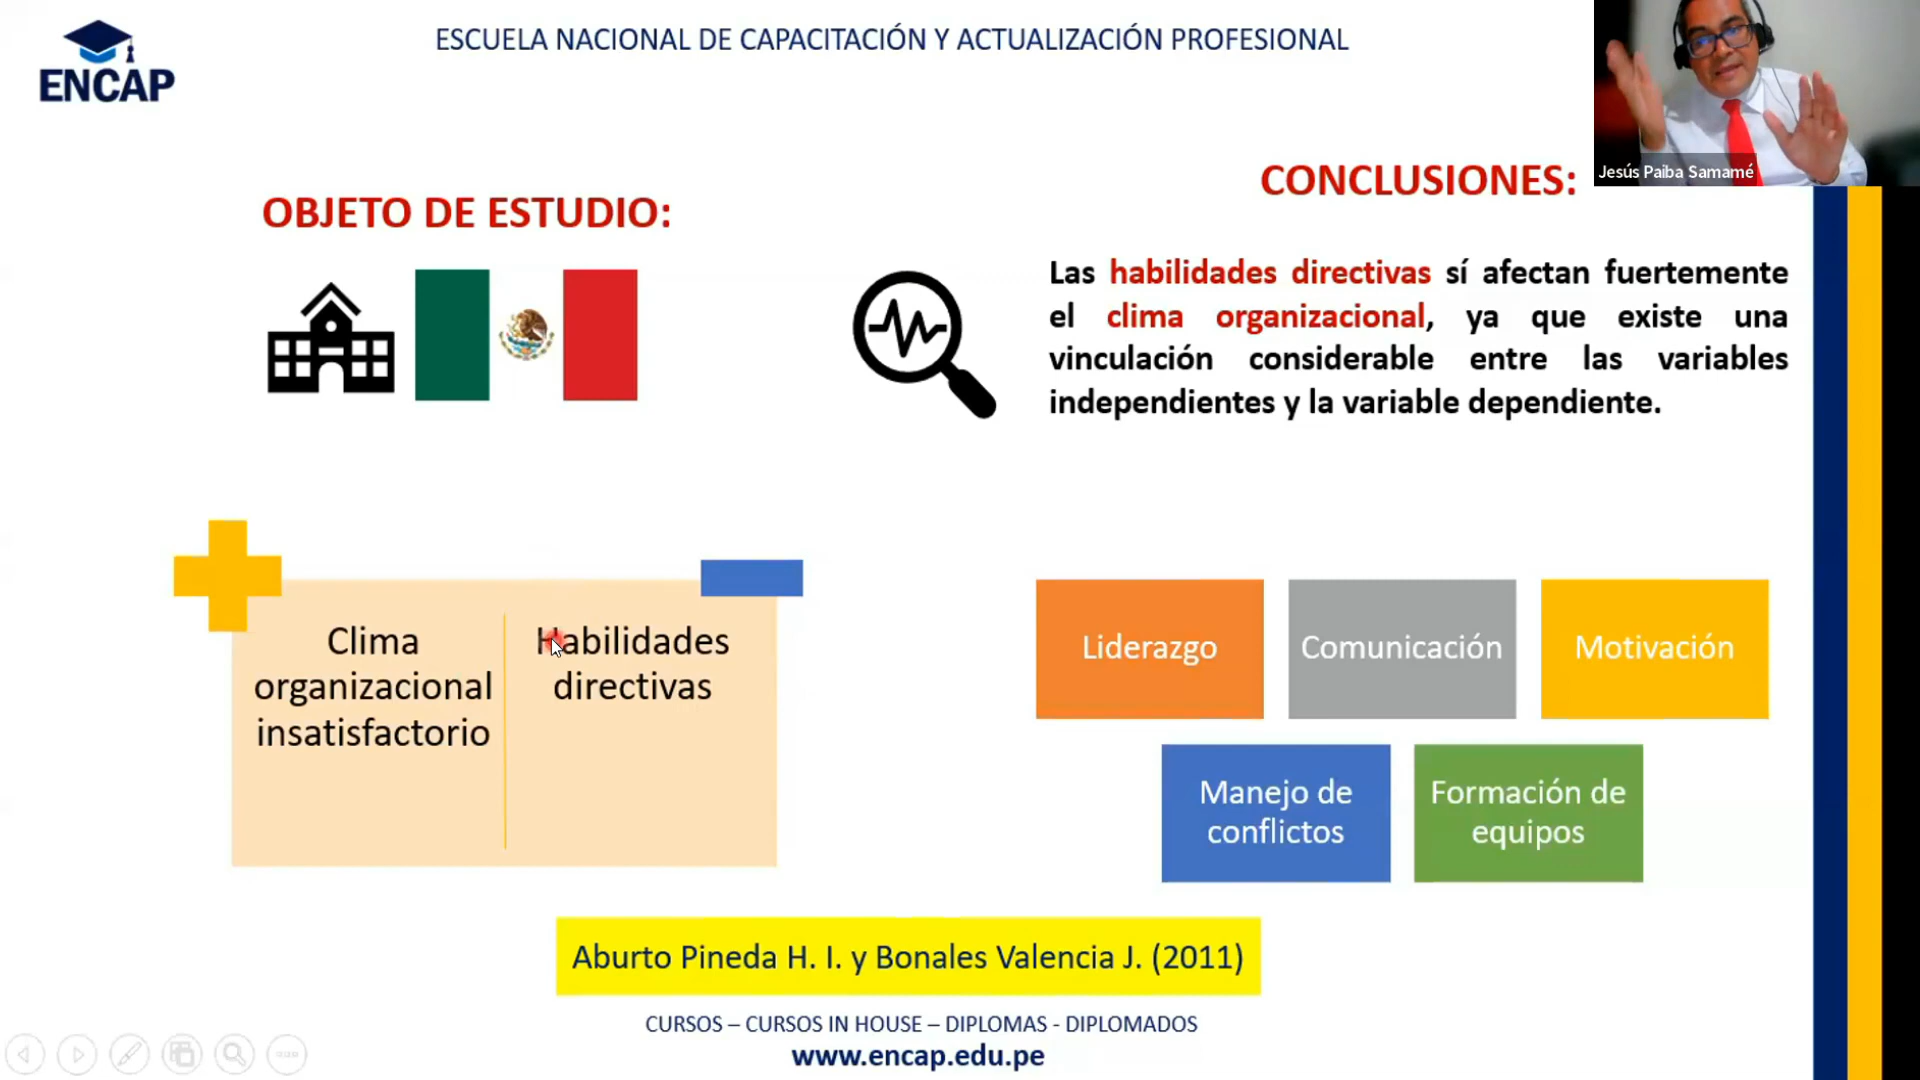 ENCAP
ESCUELA NACIONAL DE CAPACITACIÓN Y ACTUALIZACIÓN PROFESIONAL
Jesús Paiba Samamé
OBJETO DE ESTUDIO:
CONCLUSIONES:
Las habilidades directivas sí afectan fuertemente
el clima organizacional, ya que existe una
vinculación considerable entre las variables
independientes y la variable dependiente.
Clima
organizacional
insatisfactorio
Habilidades
directivas
Liderazgo
Comunicación
Motivación
Manejo de
conflictos
Formación de
equipos
Aburto Pineda H. I. y Bonales Valencia J. (2011)
CURSOS – CURSOS IN HOUSE – DIPLOMAS - DIPLOMADOS
www.encap.edu.pe